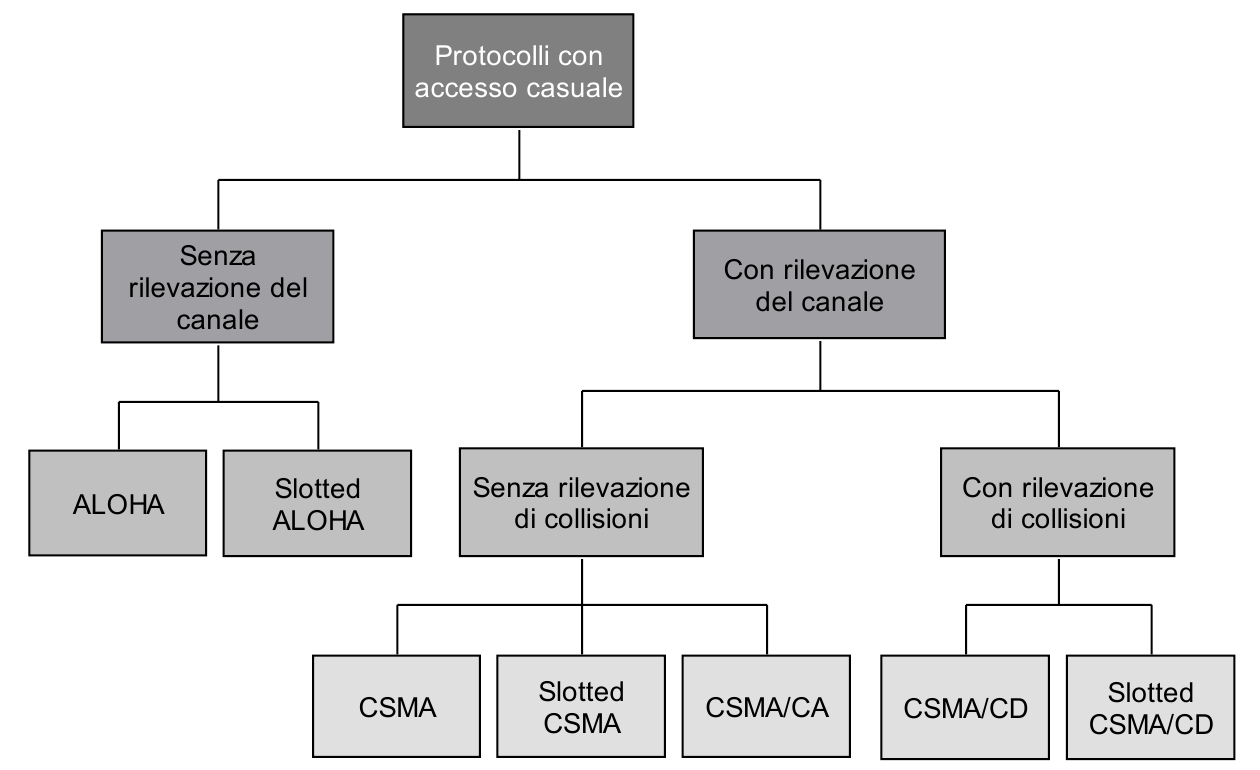 Protocolli con
accesso casuale
Senza
rilevazione del
canale
Con rilevazione
del canale
ALOHA
Slotted
ALOHA
Senza rilevazione
di collisioni
Con rilevazione
di collisioni
CSMA
Slotted
CSMA
CSMA/CA
CSMA/CD
Slotted
CSMA/CD